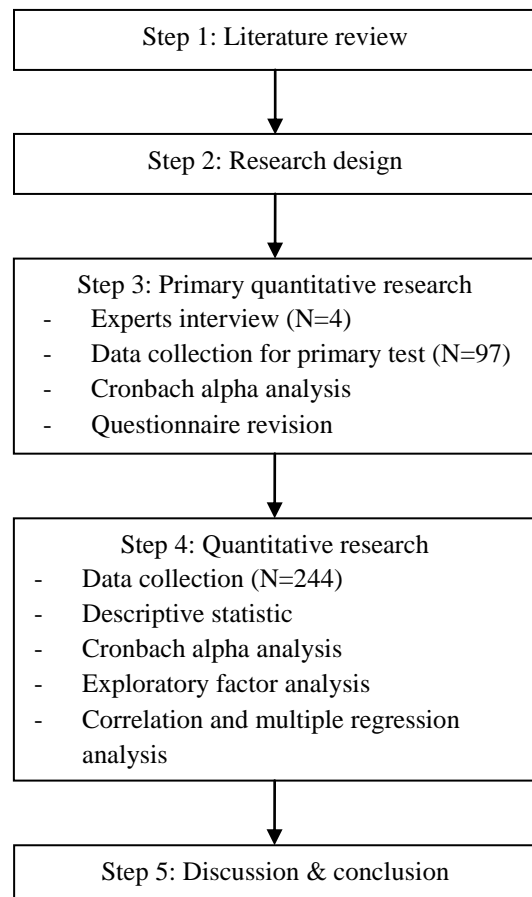 Step 1: Literature review
Step 2: Research design
Step 3: Primary quantitative research
- Experts interview (N=4)
- Data collection for primary test (N=97)
- Cronbach alpha analysis
- Questionnaire revision
Step 4: Quantitative research
- Data collection (N=244)
- Descriptive statistic
- Cronbach alpha analysis
- Exploratory factor analysis
- Correlation and multiple regression
analysis
Step 5: Discussion & conclusion